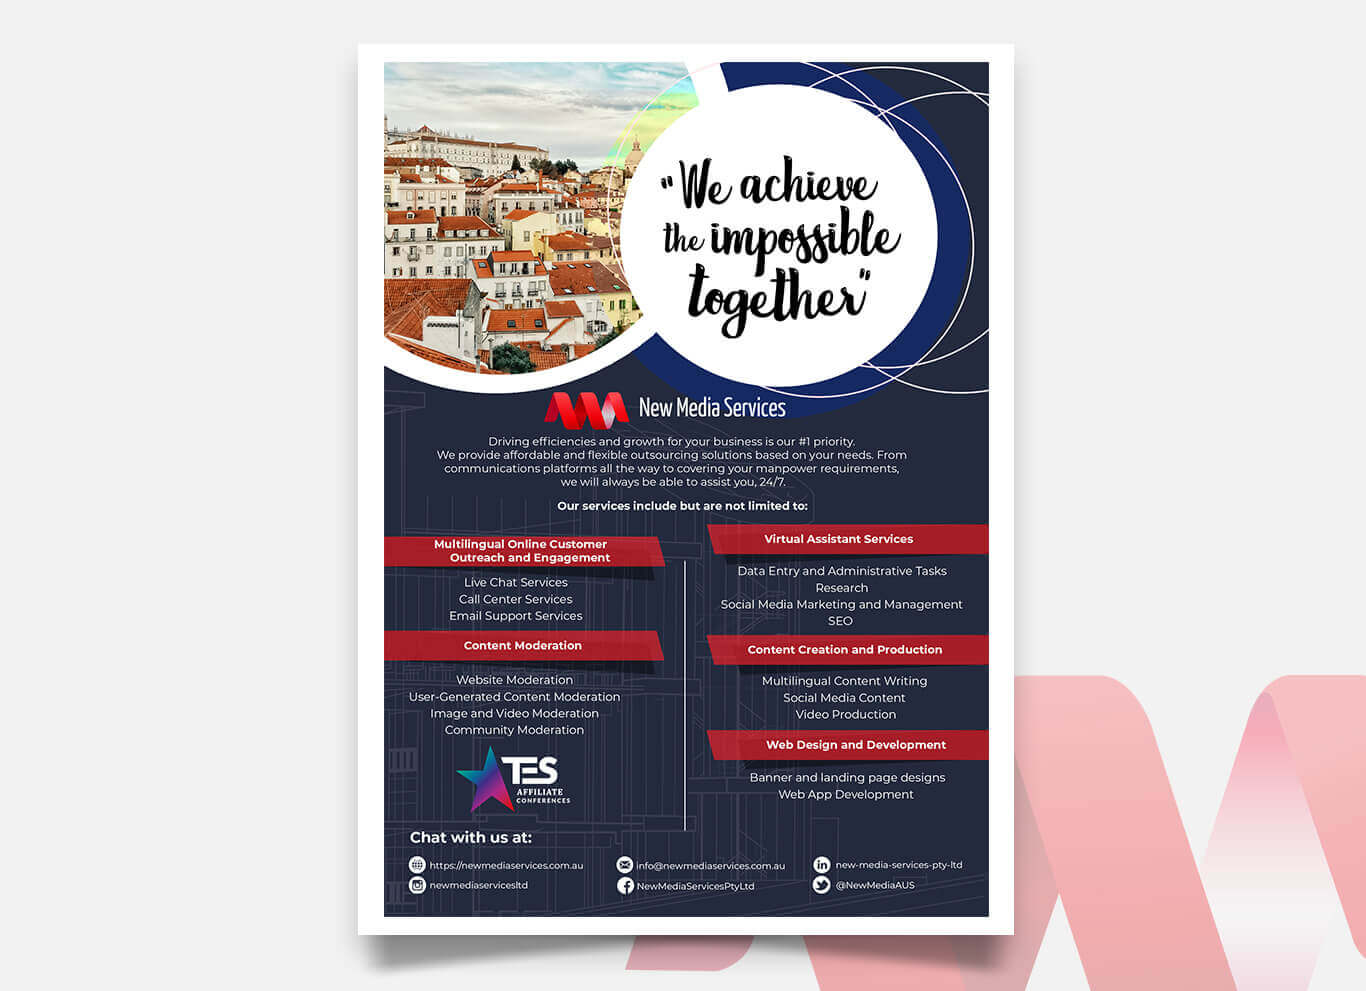 "We achieve
the impossible
together"
New Media Services
Driving efficiencies and growth for your business is our #1 priority.
We provide affordable and flexible outsourcing solutions based on your needs. From
communications platforms all the way to covering your manpower requirements,
we will always be able to assist you, 24/7.
Our services include but are not limited to:
Multilingual Online Customer
Outreach and Engagement
Live Chat Services
Call Center Services
Email Support Services
Content Moderation
Website Moderation
User-Generated Content Moderation
Image and Video Moderation
Community Moderation
TES
AFFILIATE
CONFERENCES
Virtual Assistant Services
Data Entry and Administrative Tasks
Research
Social Media Marketing and Management
SEO
Content Creation and Production
Multilingual Content Writing
Social Media Content
Video Production
Web Design and Development
Banner and landing page designs
Web App Development
Chat with us at:
https://newmediaservices.com.au
info@newmediaservices.com.au
new-media-services-pty-ltd
newmediaservicesltd
NewMediaServicesPtyLtd
@NewMediaAUS